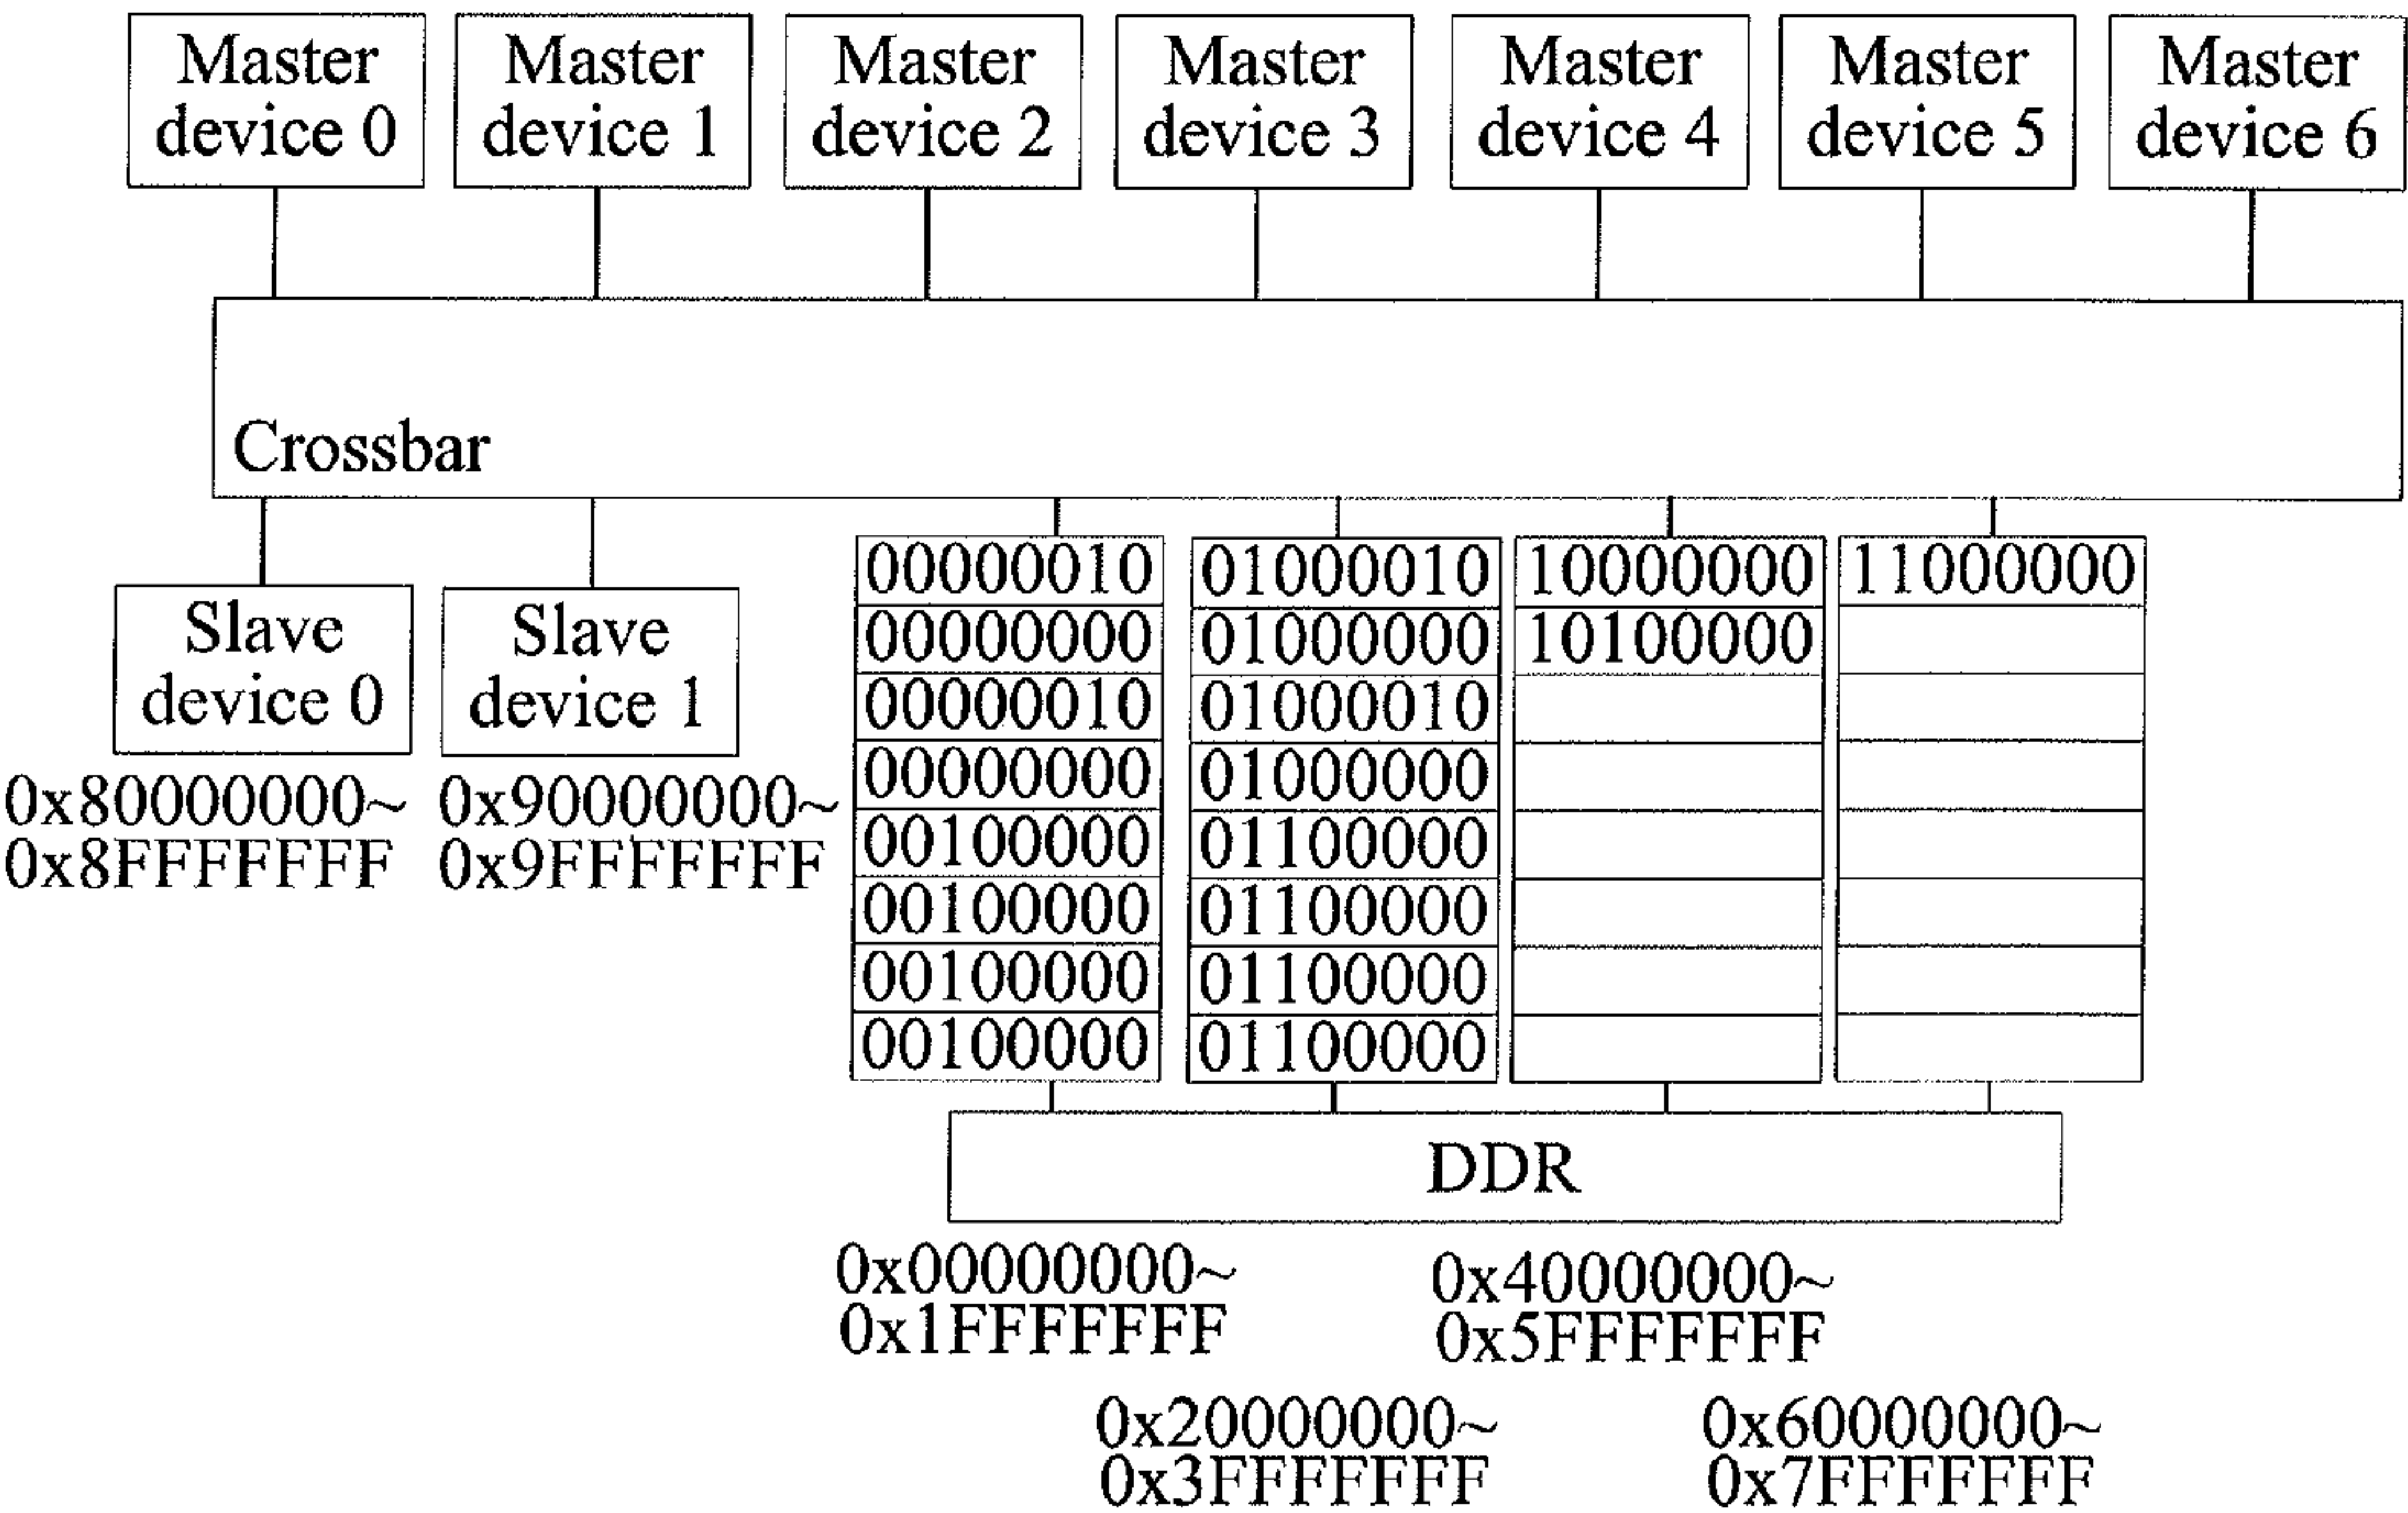 Master
device 0
Master
device 1
Master
device 2
Master
device 3
Master
device 4
Master
device 5
Master
device 6
Crossbar
Slave
device 0
0x80000000~
0x8FFFFFFF
Slave
device 1
0x90000000~
0x9FFFFFFF
00000010
00000000
00000010
00000000
00100000
00100000
00100000
00100000
01000010
01000000
01000010
01000000
01100000
01100000
01100000
01100000
10000000
10100000
11000000
DDR
0x00000000~
0x1FFFFFFF
0x20000000~
0x3FFFFFFF
0x40000000~
0x5FFFFFFF
0x60000000~
0x7FFFFFFF